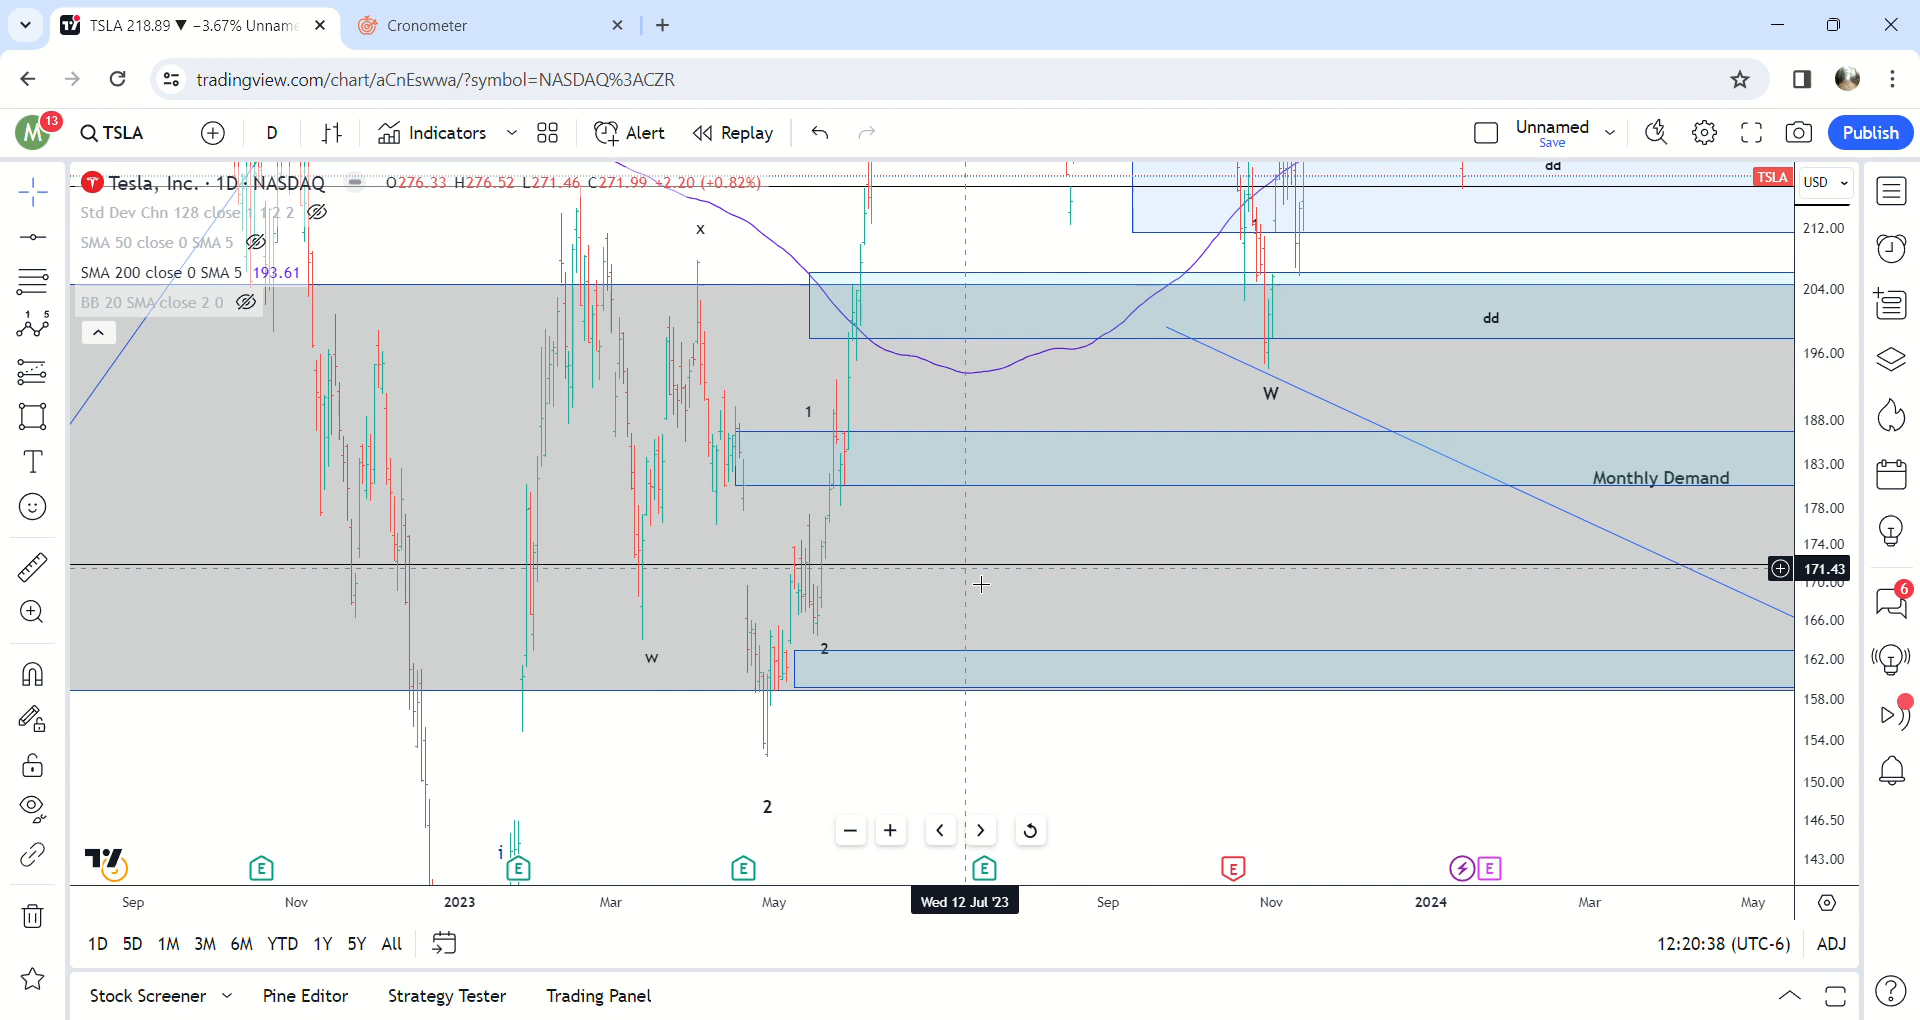 TSLA 218.89 ▼ −3.67% Unname
Cronometer
tradingview.com/chart/aCnEswwa/?symbol=NASDAQ%3ACZR
M
13
TSLA
D
Indicators
Alert
Replay
Unnamed
Save
Publish
Tesla, Inc. · 1D · NASDAQ
O276.33 H276.52 L271.46 C271.99 +2.20 (+0.82%)
TSLA
USD
Std Dev Chn 128 close 1 1 2 2
SMA 50 close 0 SMA 5
SMA 200 close 0 SMA 5 193.61
BB 20 SMA close 2 0
dd
x
1
212.00
204.00
dd
196.00
W
1
188.00
183.00
Monthly Demand
178.00
174.00
171.43
170.00
166.00
2
w
162.00
158.00
154.00
150.00
2
146.50
i
143.00
E
E
E
E
E
E
Sep
Nov
2023
Mar
May
Wed 12 Jul '23
Sep
Nov
2024
Mar
May
1D 5D 1M 3M 6M YTD 1Y 5Y All
12:20:38 (UTC-6)
ADJ
Stock Screener
Pine Editor
Strategy Tester
Trading Panel
6